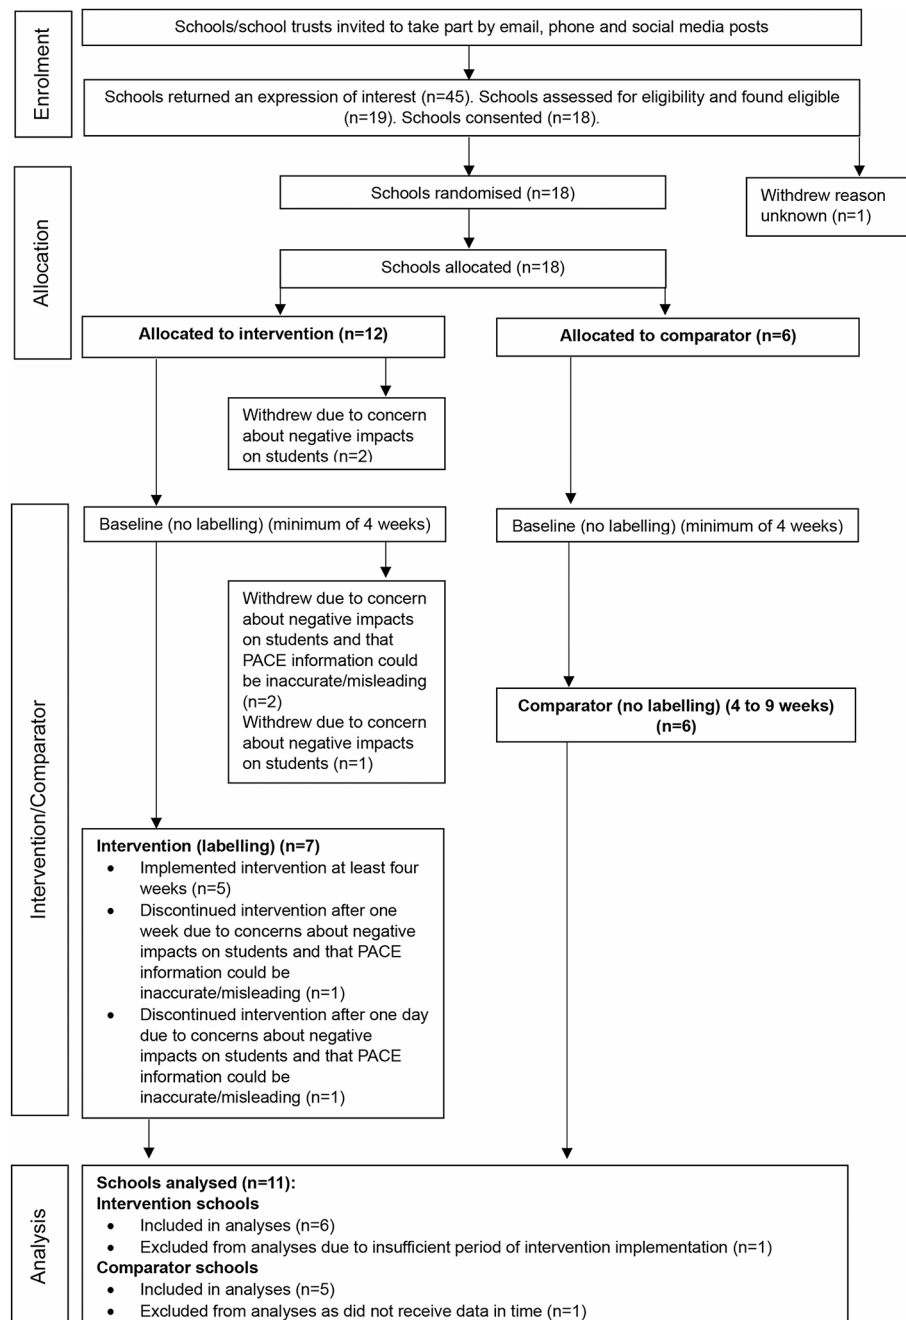 Enrolment
Schools/school trusts invited to take part by email, phone and social media posts
Schools returned an expression of interest (n=45). Schools assessed for eligibility and found eligible
(n=19). Schools consented (n=18).
Allocation
Schools randomised (n=18)
Withdrew reason
unknown (n=1)
Schools allocated (n=18)
Allocated to intervention (n=12)
Allocated to comparator (n=6)
Withdrew due to concern
about negative impacts
on students (n=2)
Intervention/Comparator
Baseline (no labelling) (minimum of 4 weeks)
Baseline (no labelling) (minimum of 4 weeks)
Withdrew due to concern
about negative impacts
on students and that
PACE information could
be inaccurate/misleading
(n=2)
Withdrew due to concern
about negative impacts
on students (n=1)
Comparator (no labelling) (4 to 9 weeks)
(n=6)
Intervention (labelling) (n=7)
• Implemented intervention at least four
weeks (n=5)
• Discontinued intervention after one
week due to concerns about negative
impacts on students and that PACE
information could be
inaccurate/misleading (n=1)
• Discontinued intervention after one day
due to concerns about negative
impacts on students and that PACE
information could be
inaccurate/misleading (n=1)
Analysis
Schools analysed (n=11):
Intervention schools
• Included in analyses (n=6)
• Excluded from analyses due to insufficient period of intervention implementation (n=1)
Comparator schools
• Included in analyses (n=5)
• Excluded from analyses as did not receive data in time (n=1)